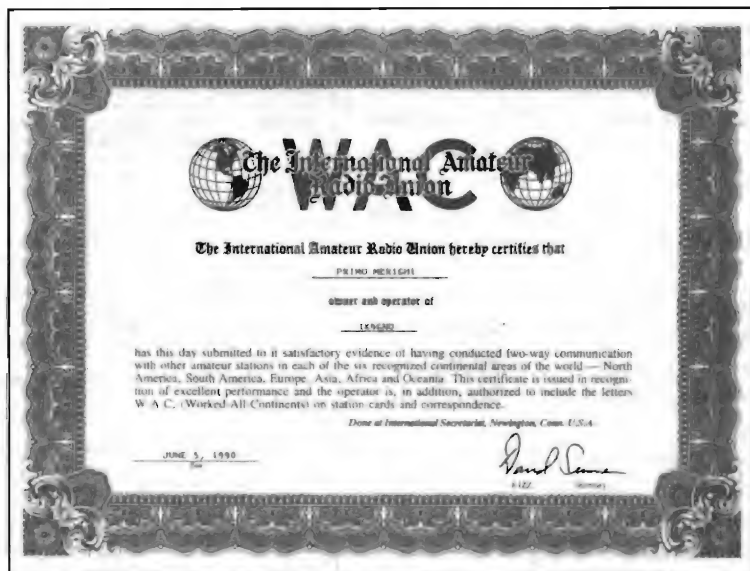 WAC
The International Amateur
Radio Union
The International Amateur Radio Union hereby certifies that
PRIMO MERIGHI
owner and operator of
has this day submitted to it satisfactory evidence of having conducted two-way communication
with other amateur stations in each of the six recognized continental areas of the world — North
America, South America, Europe, Asia, Africa and Oceania. This certificate is issued in recogni-
tion of excellent performance and the operator is, in addition, authorized to include the letters
W A C, (Worked All Continents) on station cards and correspondence.
Done at International Secretariat, Newington, Conn. U.S.A.
JUNE 5, 1990
David
Secretary